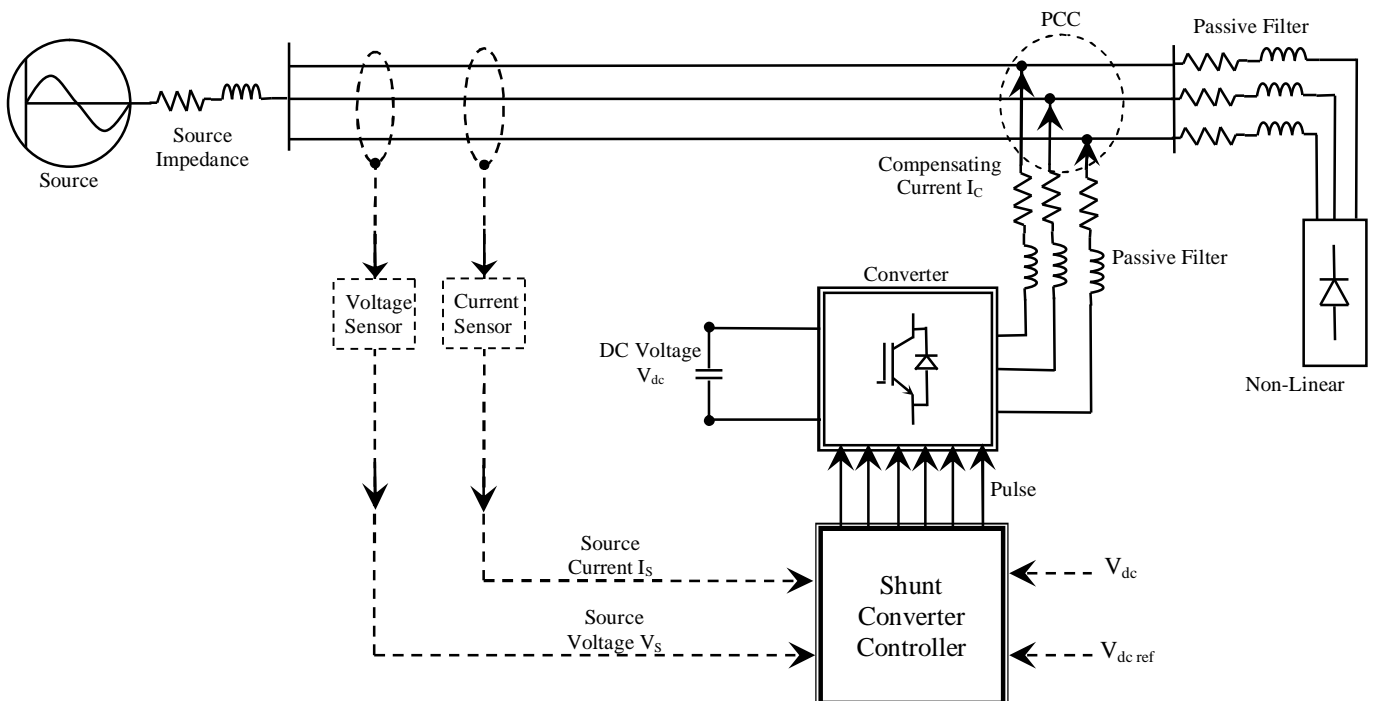 PCC
Passive Filter
Source
Impedance
Source
Compensating
Current I_C
Passive Filter
Converter
Voltage
Sensor
Current
Sensor
DC Voltage
V_dc
Non-Linear
Pulse
Source
Current I_S
Source
Voltage V_S
Shunt
Converter
Controller
V_dc
V_dc ref